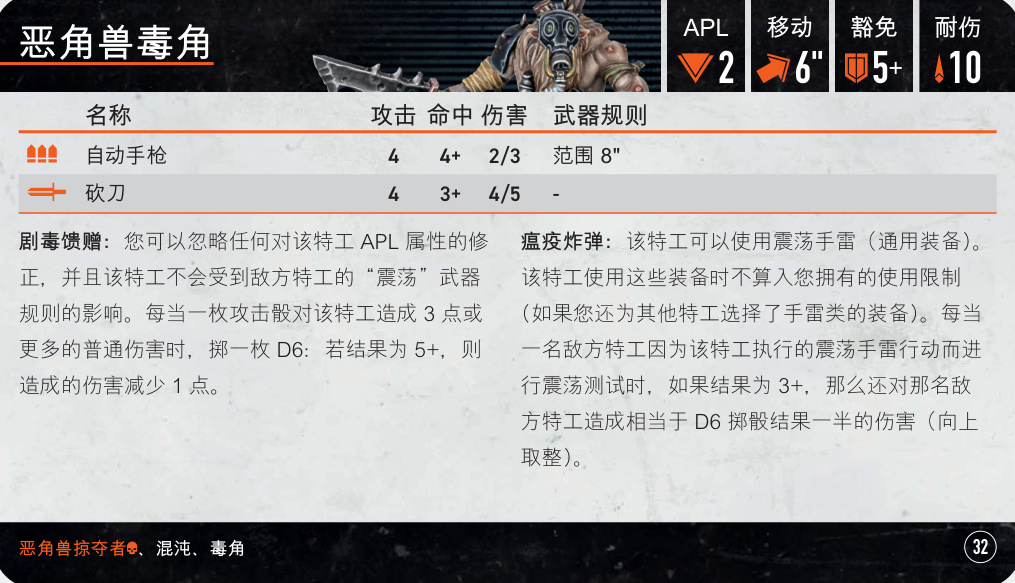 恶角兽毒角
APL 移动 豁免 耐伤
2 6" 5+ 10
名称 攻击 命中 伤害 武器规则
自动手枪 4 4+ 2/3 范围 8"
砍刀 4 3+ 4/5 -
剧毒馈赠：您可以忽略任何对该特工 APL 属性的修
正，并且该特工不会受到敌方特工的“震荡”武器
规则的影响。每当一枚攻击骰对该特工造成 3 点或
更多的普通伤害时，掷一枚 D6：若结果为 5+，则
造成的伤害减少 1 点。
瘟疫炸弹：该特工可以使用震荡手雷（通用装备）。
该特工使用这些装备时不算入您拥有的使用限制
（如果您还为其他特工选择了手雷类的装备）。每当
一名敌方特工因为该特工执行的震荡手雷行动而进
行震荡测试时，如果结果为 3+，那么还对那名敌
方特工造成相当于 D6 掷骰结果一半的伤害（向上
取整）。
恶角兽掠夺者、混沌、毒角
32